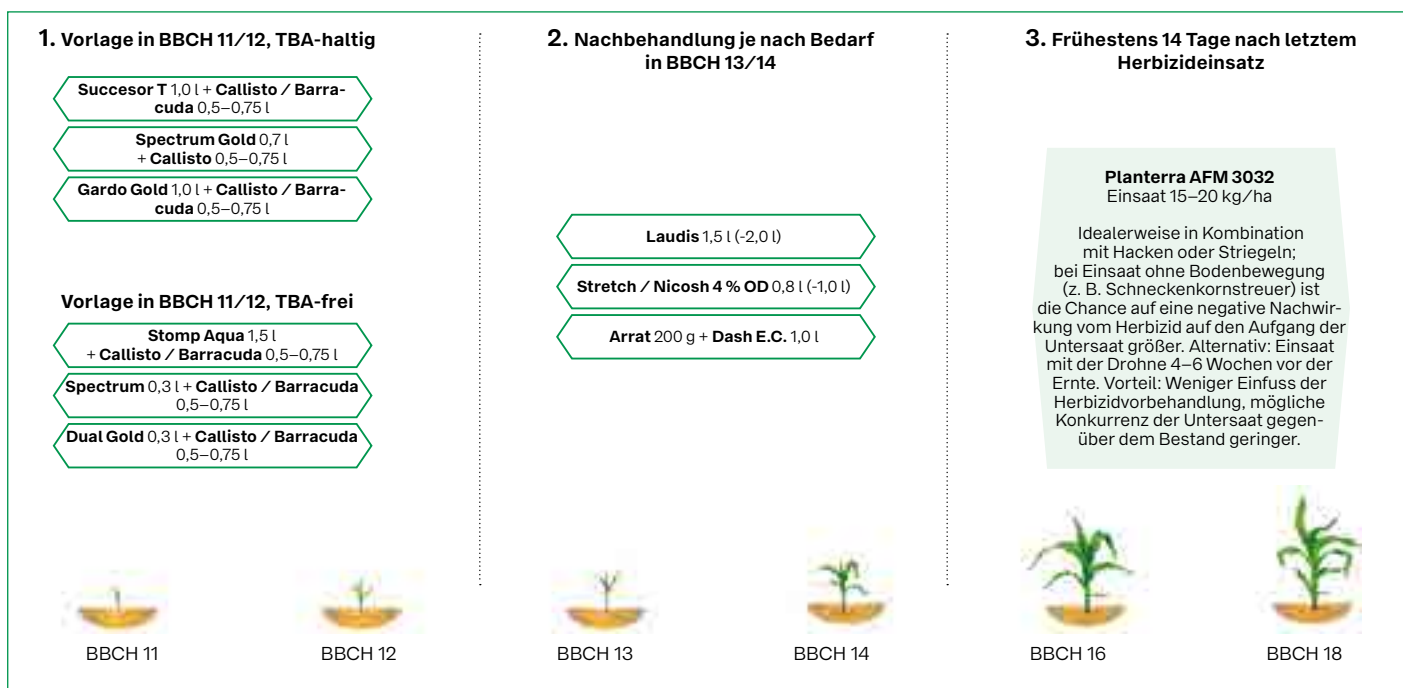 1. Vorlage in BBCH 11/12, TBA-haltig
Succesor T 1,0 l + Callisto / Barra-
cuda 0,5–0,75 l
Spectrum Gold 0,7 l
+ Callisto 0,5–0,75 l
Gardo Gold 1,0 l + Callisto / Barra-
cuda 0,5–0,75 l
Vorlage in BBCH 11/12, TBA-frei
Stomp Aqua 1,5 l
+ Callisto / Barracuda 0,5–0,75 l
Spectrum 0,3 l + Callisto / Barracuda
0,5–0,75 l
Dual Gold 0,3 l + Callisto / Barracuda
0,5–0,75 l
2. Nachbehandlung je nach Bedarf
in BBCH 13/14
Laudis 1,5 l (-2,0 l)
Stretch / Nicosh 4 % OD 0,8 l (-1,0 l)
Arrat 200 g + Dash E.C. 1,0 l
3. Frühestens 14 Tage nach letztem
Herbizideinsatz
Planterra AFM 3032
Einsaat 15–20 kg/ha
Idealerweise in Kombination
mit Hacken oder Striegeln;
bei Einsaat ohne Bodenbewegung
(z. B. Schneckenkornstreuer) ist
die Chance auf eine negative Nachwir-
kung vom Herbizid auf den Aufgang der
Untersaat größer. Alternativ: Einsaat
mit der Drohne 4–6 Wochen vor der
Ernte. Vorteil: Weniger Einfuss der
Herbizidvorbehandlung, mögliche
Konkurrenz der Untersaat gegen-
über dem Bestand geringer.
BBCH 11
BBCH 12
BBCH 13
BBCH 14
BBCH 16
BBCH 18